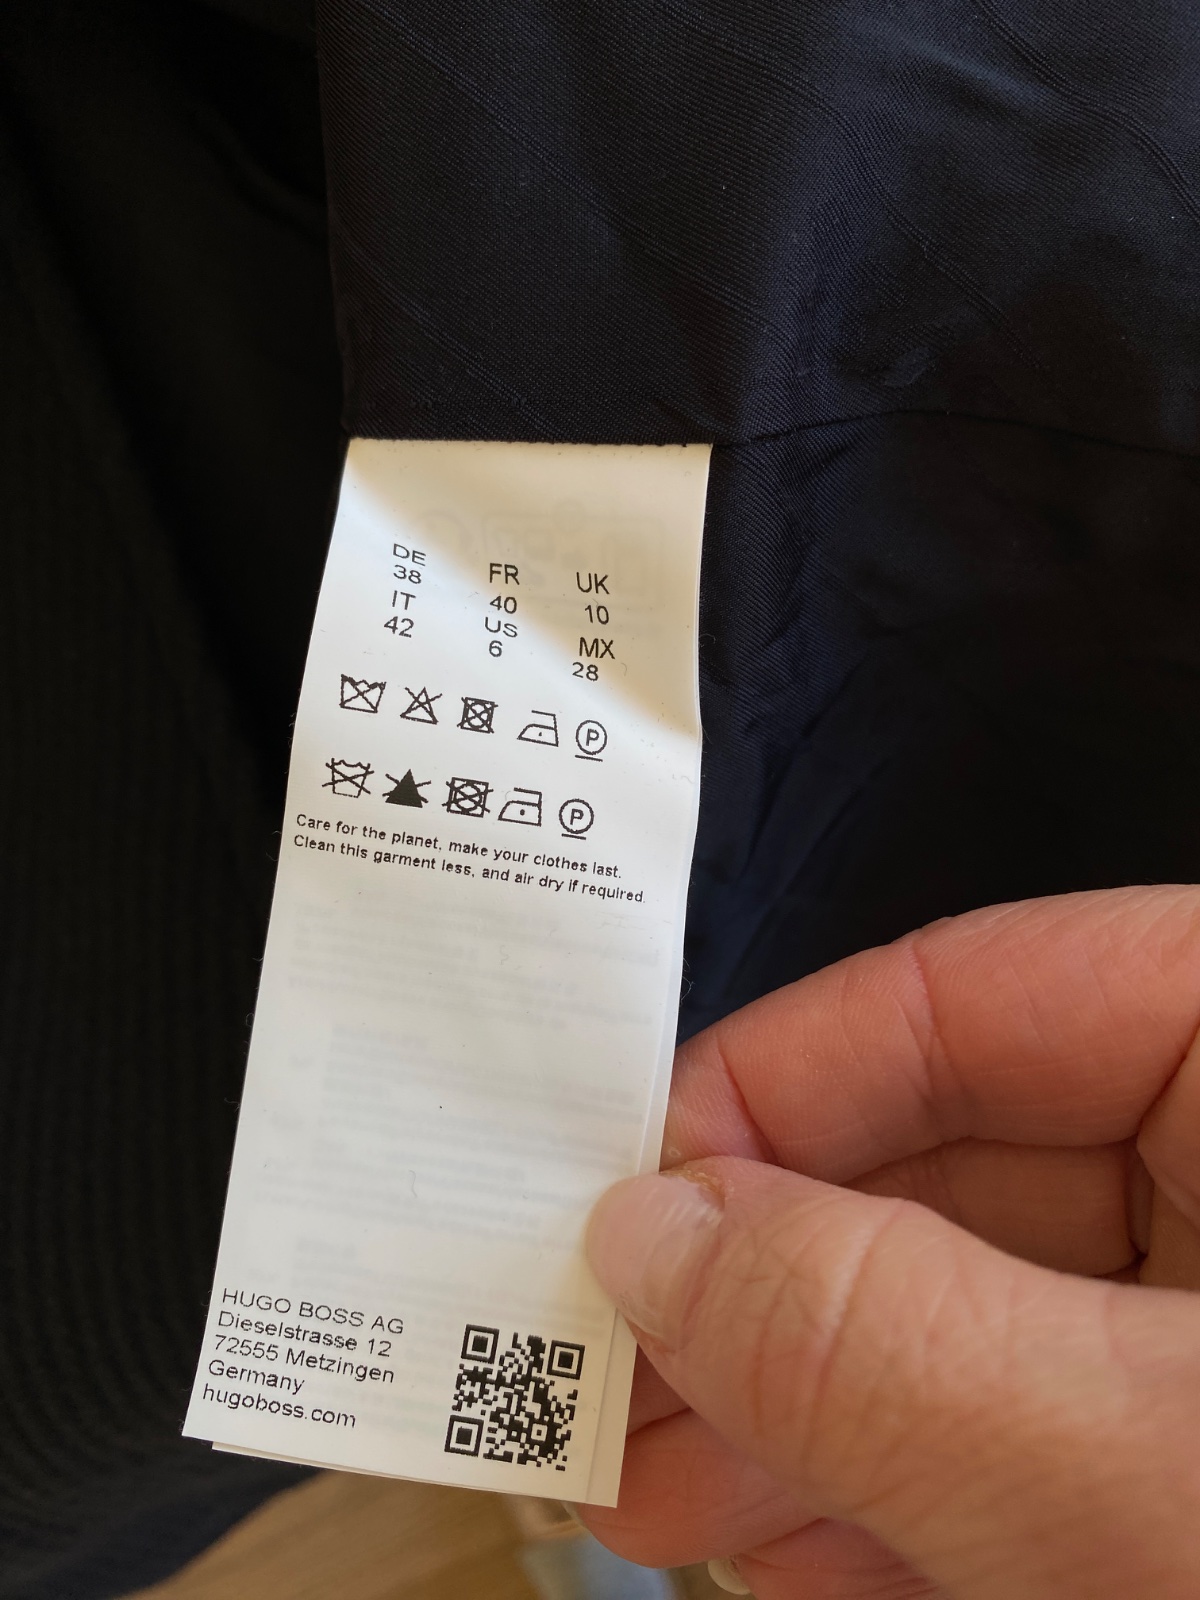 DE FR UK
38 40 10
IT US MX
42 6 28
P
P
Care for the planet, make your clothes last.
Clean this garment less, and air dry if required.
HUGO BOSS AG
Dieselstrasse 12
72555 Metzingen
Germany
hugoboss.com